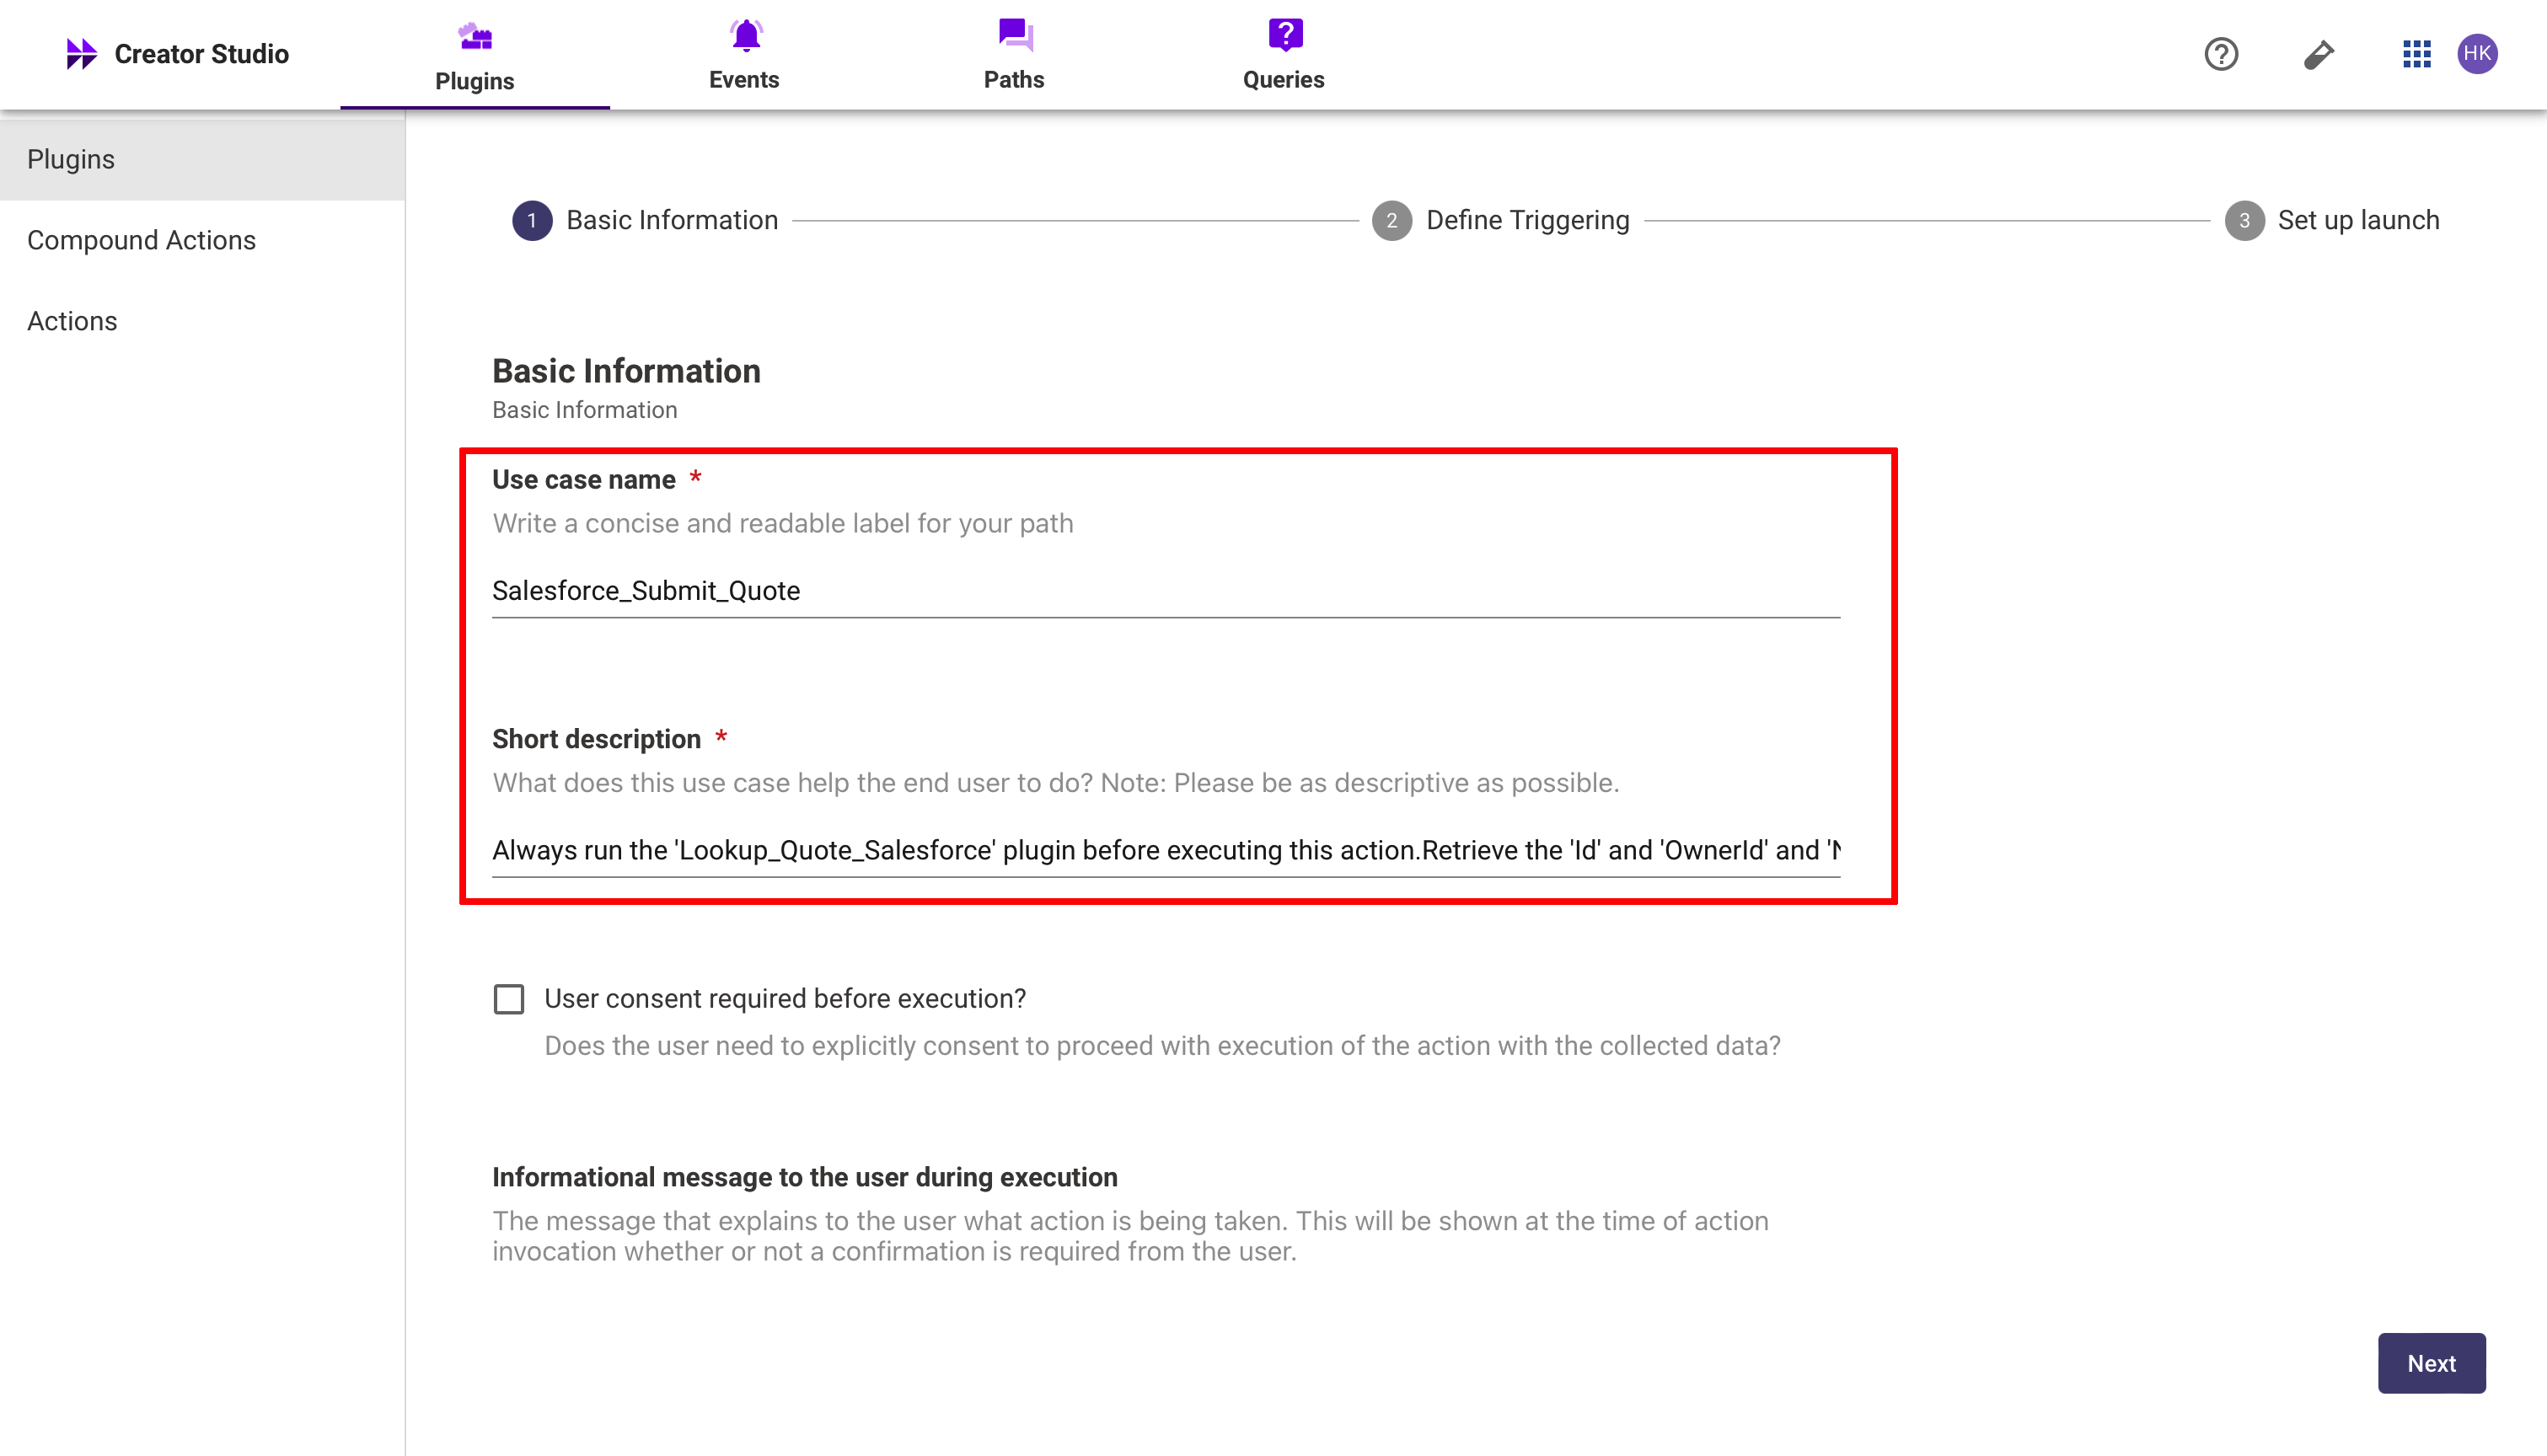 Creator Studio
Plugins
Events
Paths
Queries
?
HK
Plugins
Compound Actions
Actions
1 Basic Information
2 Define Triggering
3 Set up launch
Basic Information
Basic Information
Use case name *
Write a concise and readable label for your path
Salesforce_Submit_Quote
Short description *
What does this use case help the end user to do? Note: Please be as descriptive as possible.
Always run the 'Lookup_Quote_Salesforce' plugin before executing this action.Retrieve the 'Id' and 'OwnerId' and '
User consent required before execution?
Does the user need to explicitly consent to proceed with execution of the action with the collected data?
Informational message to the user during execution
The message that explains to the user what action is being taken. This will be shown at the time of action
invocation whether or not a confirmation is required from the user.
Next